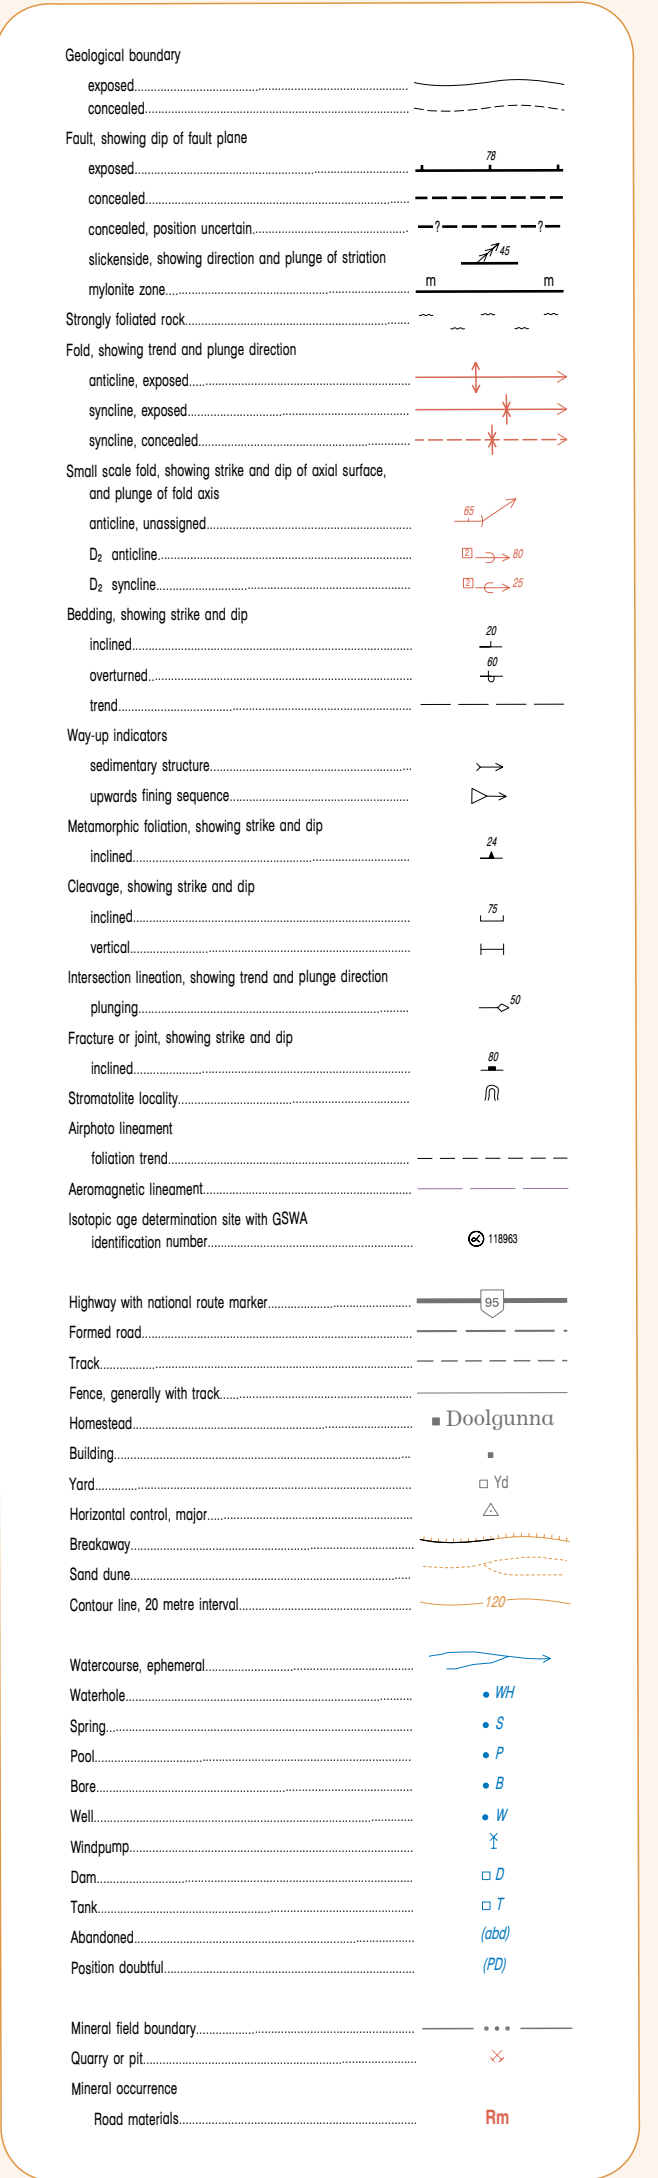 Geological boundary
exposed
concealed
Fault, showing dip of fault plane
exposed 78
concealed
concealed, position uncertain ? ?
slickenside, showing direction and plunge of striation 45
mylonite zone m m
Strongly foliated rock
Fold, showing trend and plunge direction
anticline, exposed
syncline, exposed
syncline, concealed
Small scale fold, showing strike and dip of axial surface,
and plunge of fold axis
anticline, unassigned 65
D₂ anticline 2 80
D₂ syncline 2 25
Bedding, showing strike and dip
inclined 20
overturned 60
trend
Way-up indicators
sedimentary structure
upwards fining sequence
Metamorphic foliation, showing strike and dip
inclined 24
Cleavage, showing strike and dip
inclined 75
vertical
Intersection lineation, showing trend and plunge direction
plunging 50
Fracture or joint, showing strike and dip
inclined 80
Stromatolite locality
Airphoto lineament
foliation trend
Aeromagnetic lineament
Isotopic age determination site with GSWA
identification number 118963
Highway with national route marker 95
Formed road
Track
Fence, generally with track
Homestead Doolgunna
Building
Yard Yd
Horizontal control, major
Breakaway
Sand dune
Contour line, 20 metre interval 120
Watercourse, ephemeral
Waterhole WH
Spring S
Pool P
Bore B
Well W
Windpump
Dam D
Tank T
Abandoned (abd)
Position doubtful (PD)
Mineral field boundary
Quarry or pit
Mineral occurrence
Road materials Rm